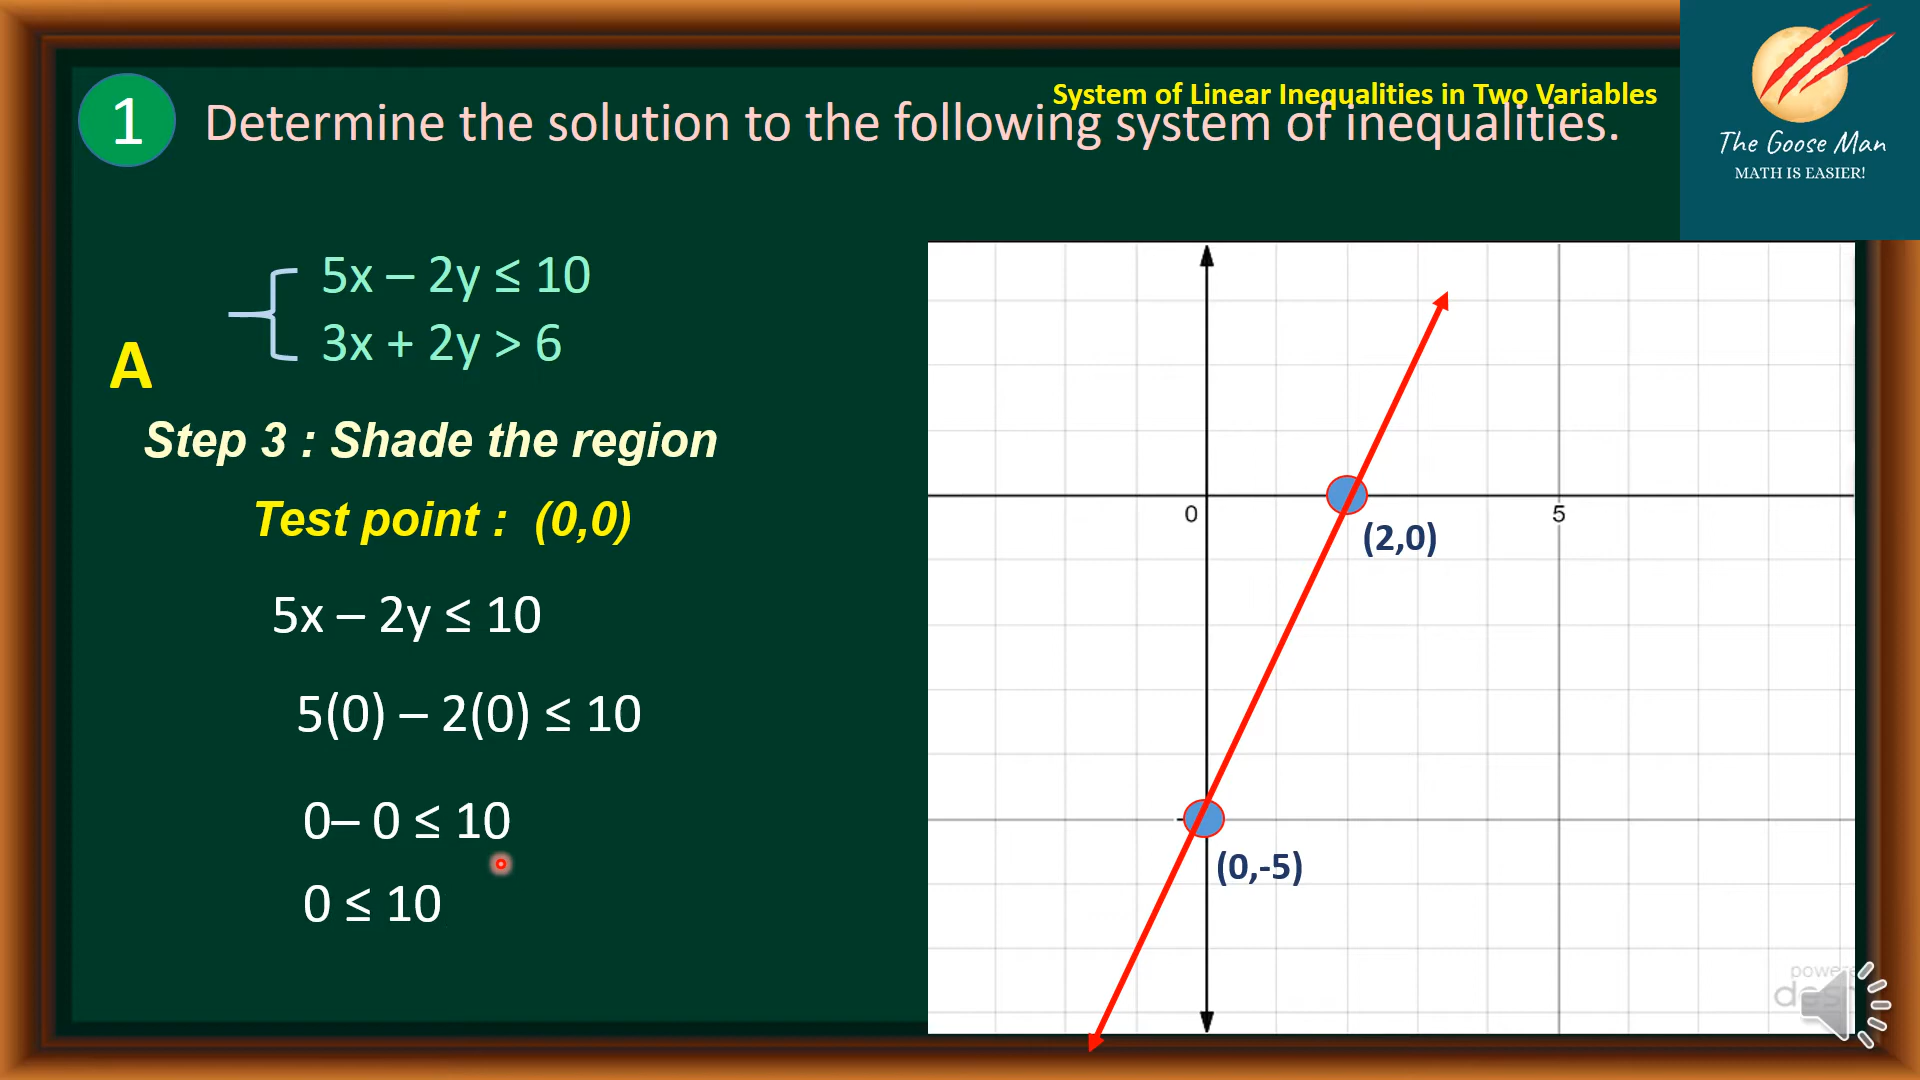 System of Linear Inequalities in Two Variables
1
Determine the solution to the following system of inequalities.
The Goose Man
MATH IS EASIER!
5x – 2y ≤ 10
3x + 2y > 6
A
Step 3 : Shade the region
Test point : (0,0)
5x – 2y ≤ 10
5(0) – 2(0) ≤ 10
0– 0 ≤ 10
0 ≤ 10
0
5
(2,0)
(0,-5)